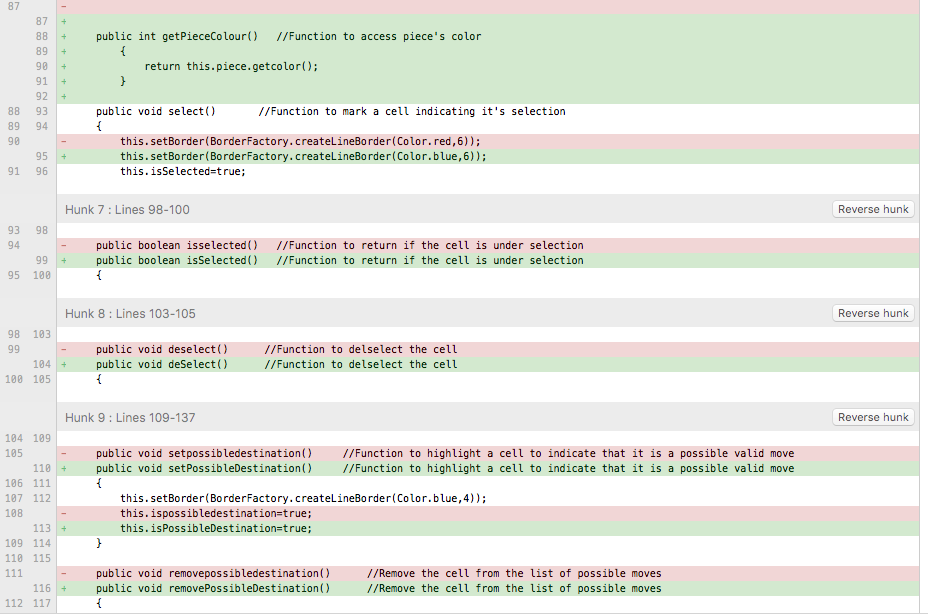 87 -
87 +
88 + public int getPieceColour() //Function to access piece's color
89 + {
90 + return this.piece.getcolor();
91 + }
92 +
88 93 public void select() //Function to mark a cell indicating it's selection
89 94 {
90 - this.setBorder(BorderFactory.createLineBorder(Color.red,6));
95 + this.setBorder(BorderFactory.createLineBorder(Color.blue,6));
91 96 this.isSelected=true;
Hunk 7 : Lines 98-100 Reverse hunk
93 98
94 - public boolean isselected() //Function to return if the cell is under selection
99 + public boolean isSelected() //Function to return if the cell is under selection
95 100 {
Hunk 8 : Lines 103-105 Reverse hunk
98 103
99 - public void deselect() //Function to delselect the cell
104 + public void deSelect() //Function to delselect the cell
100 105 {
Hunk 9 : Lines 109-137 Reverse hunk
104 109
105 - public void setpossibledestination() //Function to highlight a cell to indicate that it is a possible valid move
110 + public void setPossibleDestination() //Function to highlight a cell to indicate that it is a possible valid move
106 111 {
107 112 this.setBorder(BorderFactory.createLineBorder(Color.blue,4));
108 - this.ispossibledestination=true;
113 + this.isPossibleDestination=true;
109 114 }
110 115
111 - public void removepossibledestination() //Remove the cell from the list of possible moves
116 + public void removePossibleDestination() //Remove the cell from the list of possible moves
112 117 {